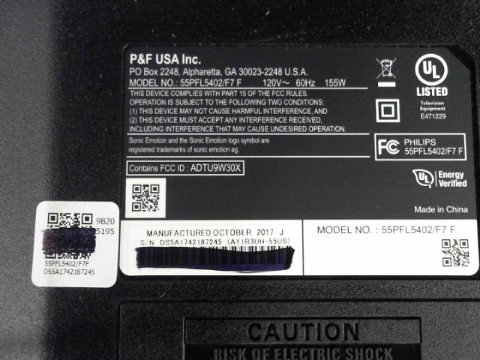 P&F USA Inc.
PO Box 2248, Alpharetta, GA 30023-2248 U.S.A.
MODEL NO.: 55PFL5402/F7 F 120V~ 60Hz 155W
THIS DEVICE COMPLIES WITH PART 15 OF THE FCC RULES.
OPERATION IS SUBJECT TO THE FOLLOWING TWO CONDITIONS:
(1) THIS DEVICE MAY NOT CAUSE HARMFUL INTERFERENCE, AND
(2) THIS DEVICE MUST ACCEPT ANY INTERFERENCE RECEIVED,
INCLUDING INTERFERENCE THAT MAY CAUSE UNDESIRED OPERATION.
Sonic Emotion and the Sonic Emotion logo symbol are
registered trademarks of sonic emotion ag.
Contains FCC ID : ADTU9W30X
UL
LISTED
Television
Equipment
E471229
FC
PHILIPS
55PFL5402/F7 F
UL
Energy
Verified
Made in China
MANUFACTURED OCTOBER 2017 J
S/N DS5A1742187245 (AY1R3UH-55US)
MODEL NO. : 55PFL5402/F7 F
9820
5195
55PFL5402/F7F
DS5A1742187245
CAUTION
RISK OF ELECTRIC SHOCK